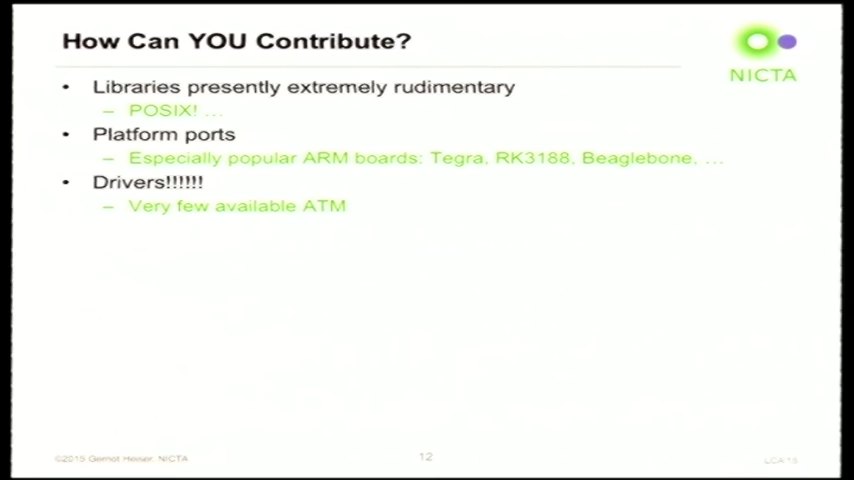 How Can YOU Contribute?
NICTA
• Libraries presently extremely rudimentary
– POSIX! ...
• Platform ports
– Especially popular ARM boards: Tegra, RK3188, Beaglebone, ...
• Drivers!!!!!!
– Very few available ATM
©2015 Gernot Heiser, NICTA
12
LCA'15